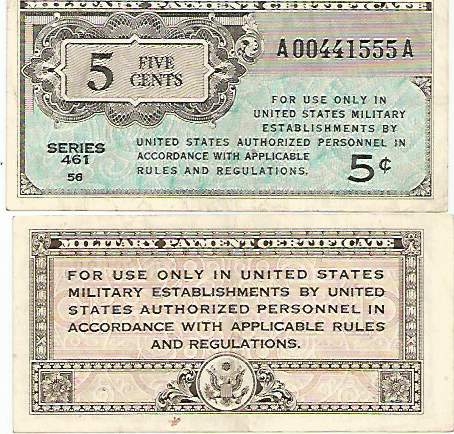 MILITARY PAYMENT CERTIFICATE
A00441555A
5 FIVE
CENTS
FOR USE ONLY IN
UNITED STATES MILITARY
ESTABLISHMENTS BY
UNITED STATES AUTHORIZED PERSONNEL IN
ACCORDANCE WITH APPLICABLE
RULES AND REGULATIONS.
SERIES
461
56
5¢
MILITARY PAYMENT CERTIFICATE
FOR USE ONLY IN UNITED STATES
MILITARY ESTABLISHMENTS BY UNITED
STATES AUTHORIZED PERSONNEL IN
ACCORDANCE WITH APPLICABLE RULES
AND REGULATIONS.